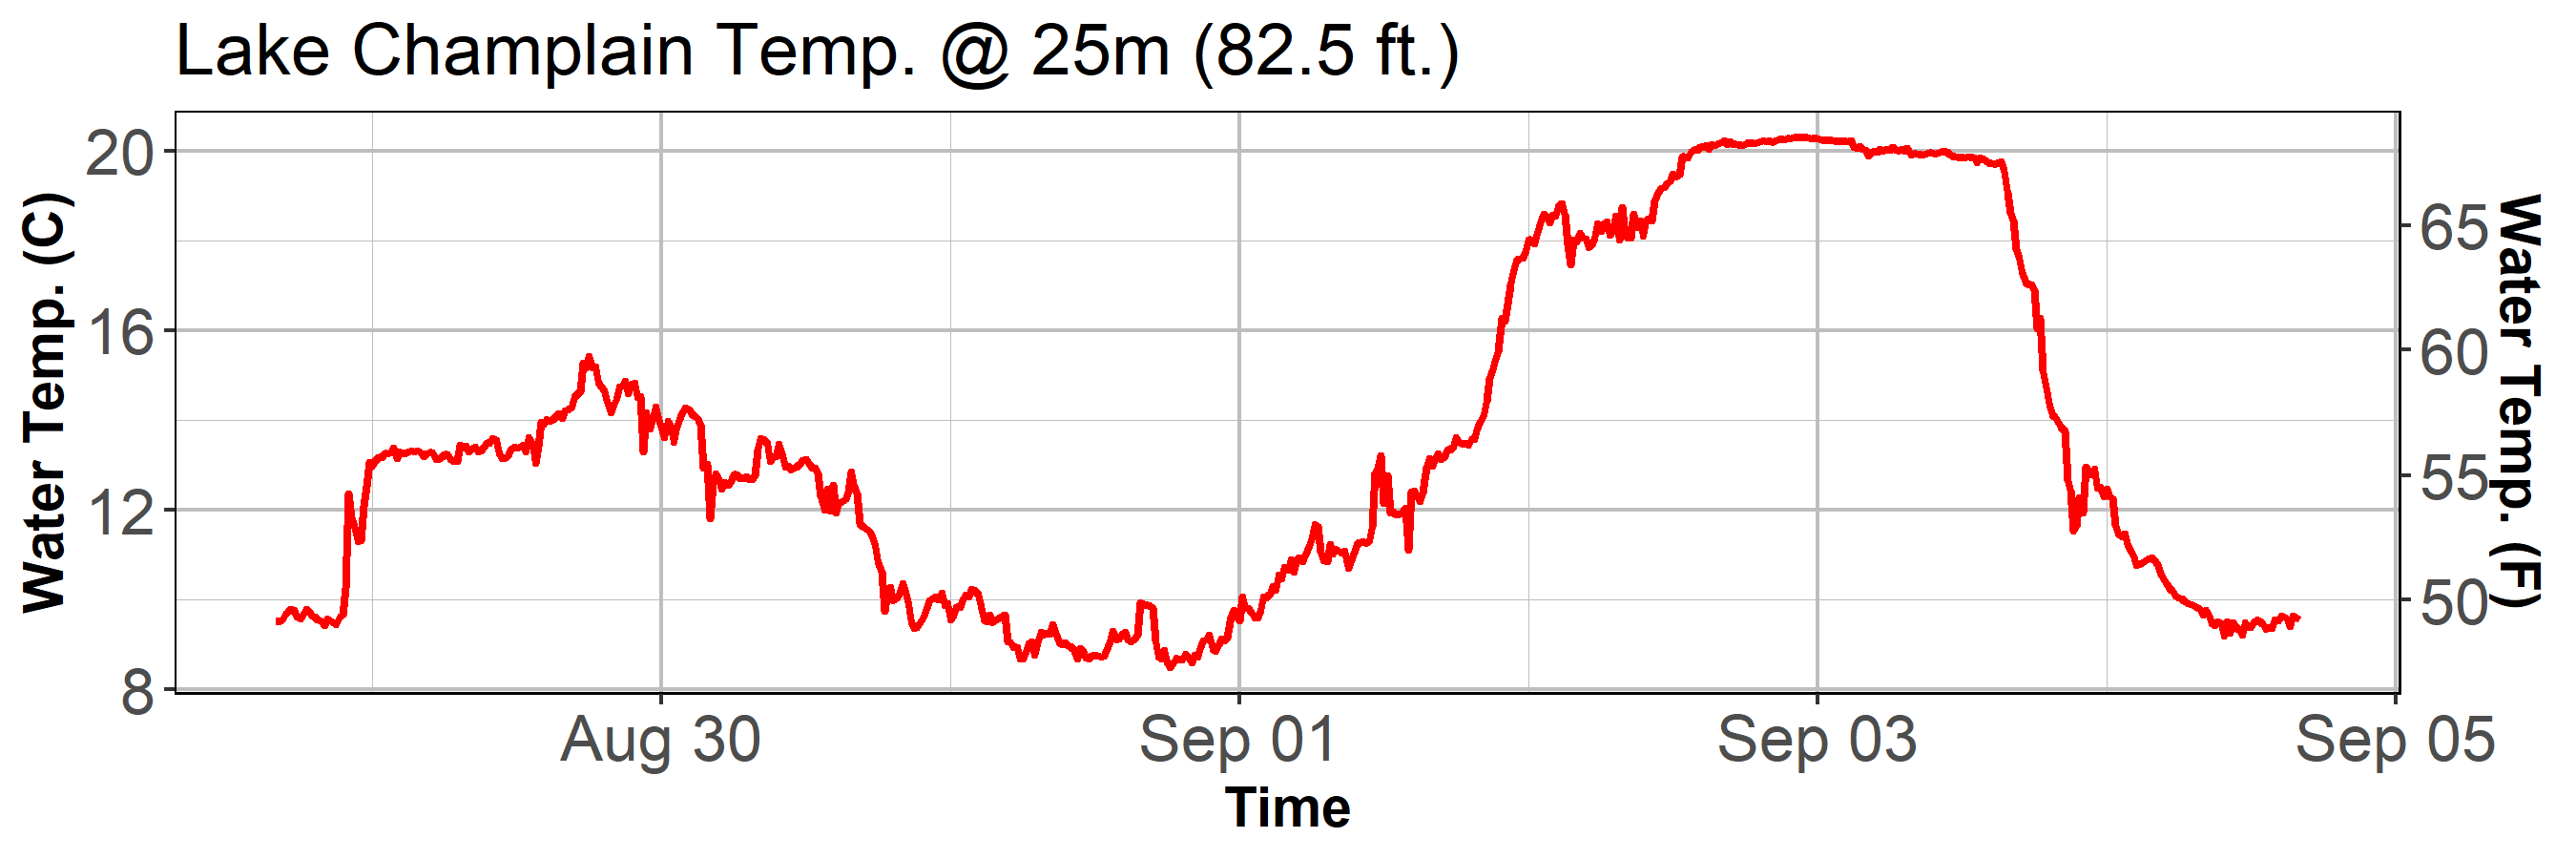 Lake Champlain Temp. @ 25m (82.5 ft.)
Water Temp. (C)
20
16
12
8
65
60
55
50
Water Temp. (F)
Aug 30
Sep 01
Sep 03
Sep 05
Time